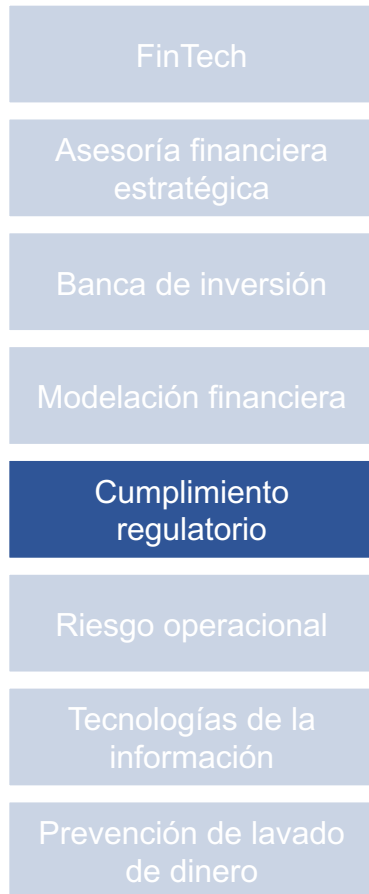 FinTech
Asesoría financiera
estratégica
Banca de inversión
Modelación financiera
Cumplimiento
regulatorio
Riesgo operacional
Tecnologías de la
información
Prevención de lavado
de dinero